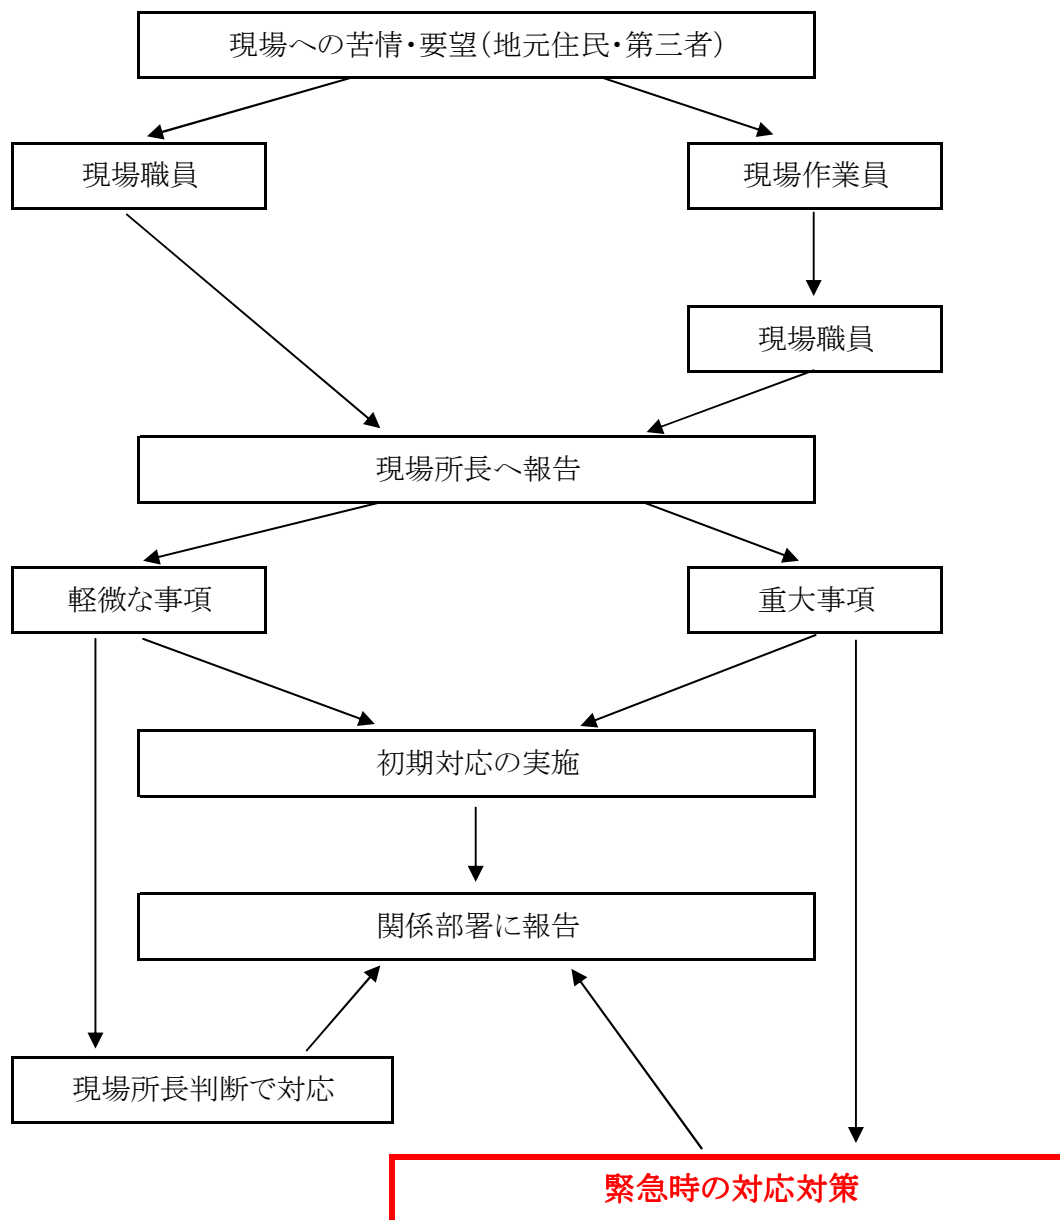 現場への苦情・要望(地元住民・第三者)
現場職員
現場作業員
現場職員
現場所長へ報告
軽微な事項
重大事項
初期対応の実施
関係部署に報告
現場所長判断で対応
緊急時の対応対策